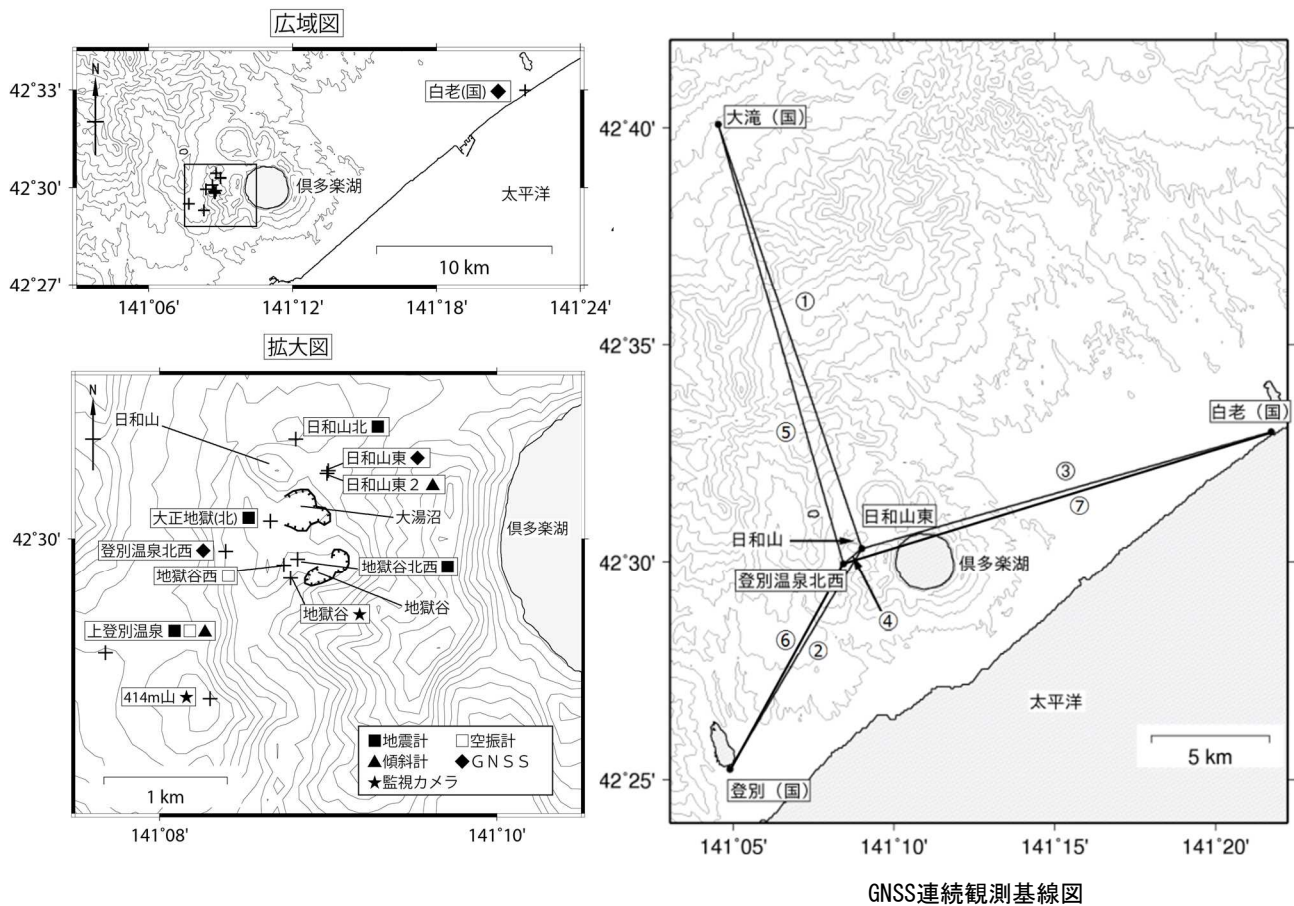 広域図
N
42°33'
42°30'
42°27'
白老(国)◆
倶多楽湖
太平洋
10 km
141°06'
141°12'
141°18'
141°24'
拡大図
N
日和山
日和山北■
日和山東◆
日和山東2▲
大正地獄(北)■
大湯沼
倶多楽湖
42°30'
登別温泉北西◆
地獄谷西□
地獄谷北西■
地獄谷★
地獄谷
上登別温泉■□▲
414m山★
■地震計 □空振計
▲傾斜計 ◆GNSS
★監視カメラ
1 km
141°08'
141°10'
大滝（国）
42°40'
①
42°35'
白老（国）
⑤
③
⑦
日和山東
日和山
42°30'
登別温泉北西
倶多楽湖
④
⑥
②
太平洋
42°25'
登別（国）
5 km
141°05'
141°10'
141°15'
141°20'
GNSS連続観測基線図